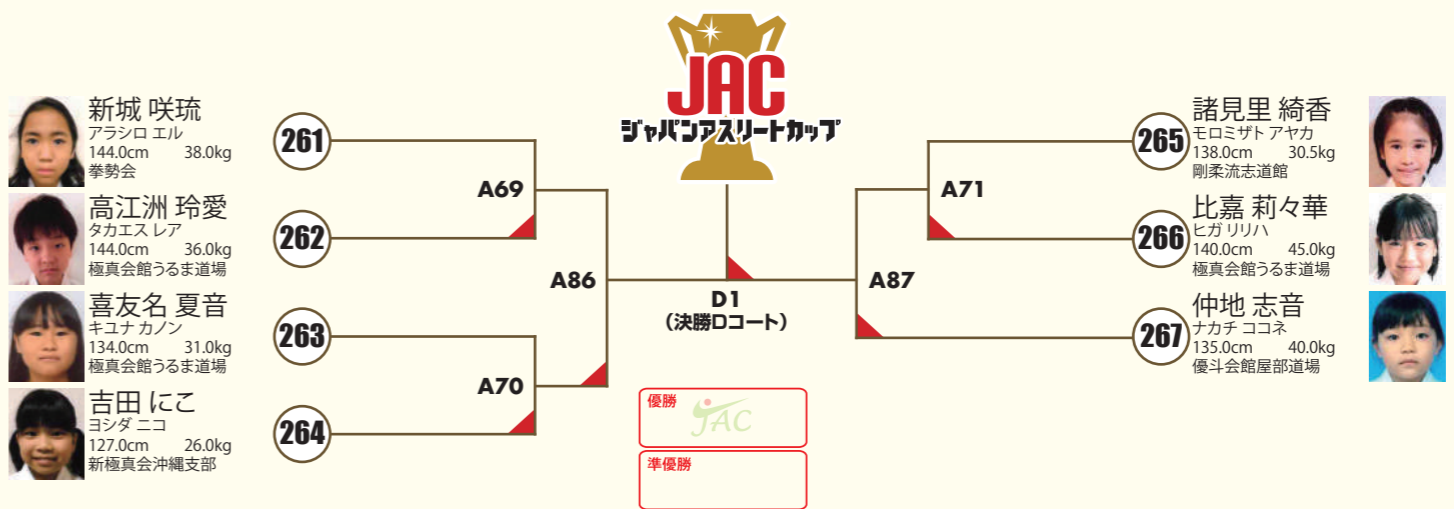 JAC
ジャパンアスリートカップ
新城 咲琉
アラシロ エル
144.0cm 38.0kg
拳勢会
261
高江洲 玲愛
タカエス レア
144.0cm 36.0kg
極真会館うるま道場
262
喜友名 夏音
キユナ カノン
134.0cm 31.0kg
極真会館うるま道場
263
吉田 にこ
ヨシダ ニコ
127.0cm 26.0kg
新極真会沖縄支部
264
A69
A70
A86
D1
(決勝Dコート)
A87
A71
優勝
JAC
準優勝
265
諸見里 綺香
モロミザト アヤカ
138.0cm 30.5kg
剛柔流志道館
266
比嘉 莉々華
ヒガ リリハ
140.0cm 45.0kg
極真会館うるま道場
267
仲地 志音
ナカチ ココネ
135.0cm 40.0kg
優斗会館屋部道場